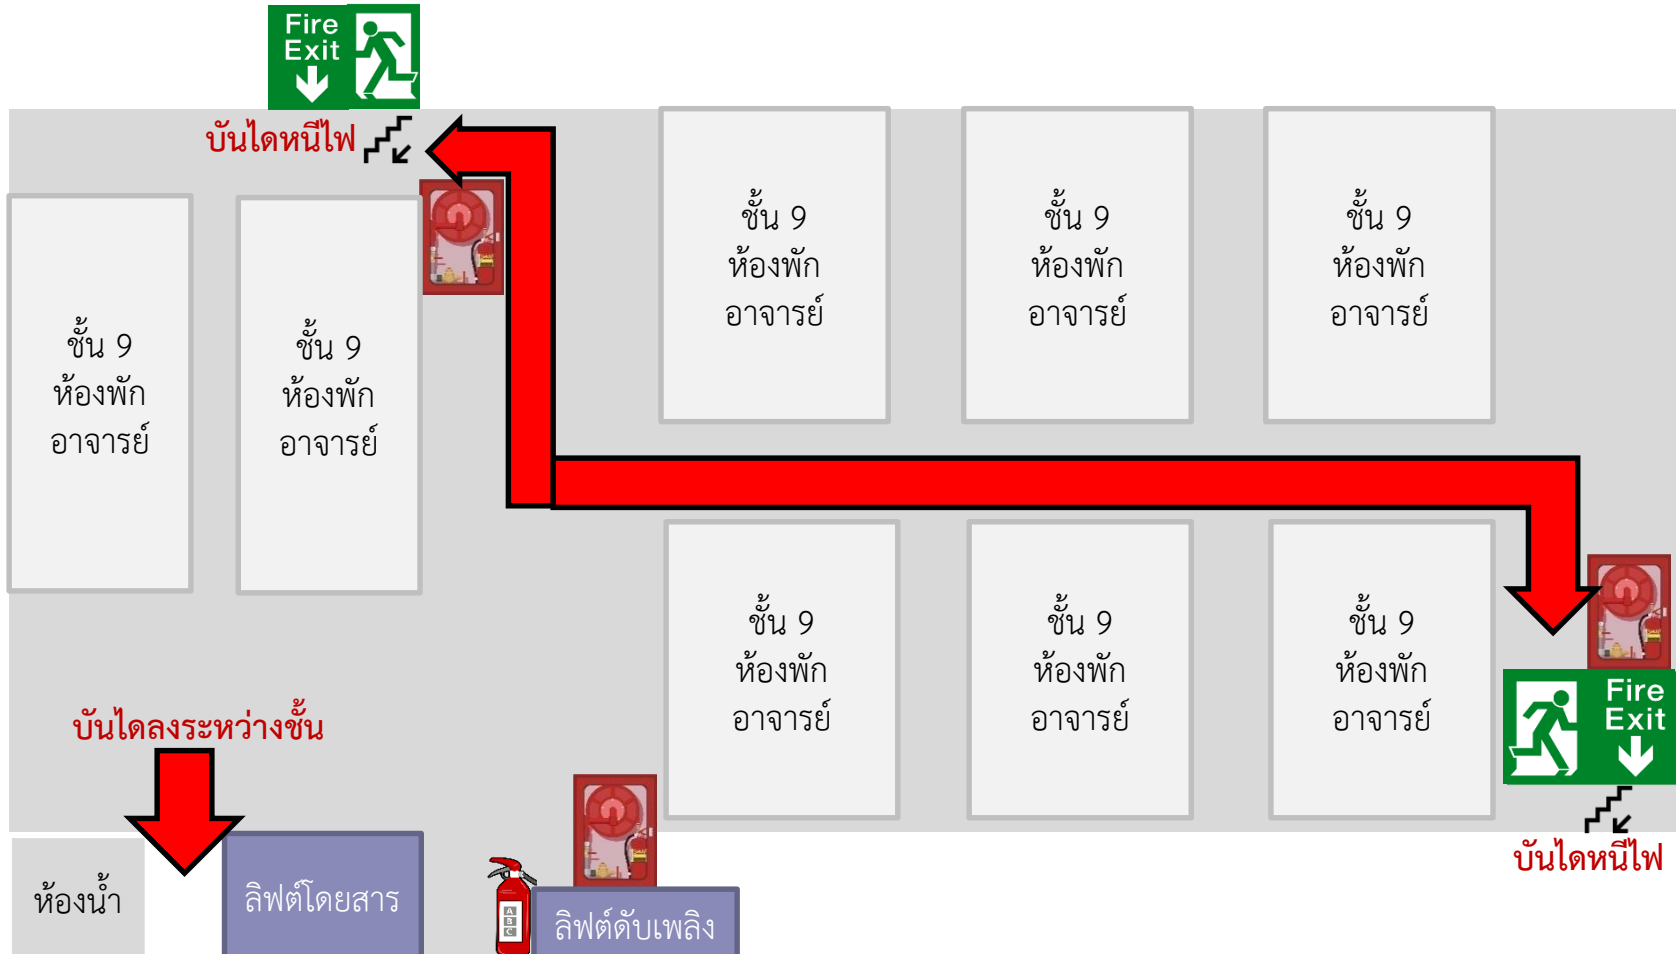 Fire
Exit
บันไดหนีไฟ
ชั้น 9
ห้องพัก
อาจารย์
ชั้น 9
ห้องพัก
อาจารย์
ชั้น 9
ห้องพัก
อาจารย์
ชั้น 9
ห้องพัก
อาจารย์
ชั้น 9
ห้องพัก
อาจารย์
ชั้น 9
ห้องพัก
อาจารย์
ชั้น 9
ห้องพัก
อาจารย์
ชั้น 9
ห้องพัก
อาจารย์
Fire
Exit
บันไดหนีไฟ
บันไดลงระหว่างชั้น
ห้องน้ำ
ลิฟต์โดยสาร
A
B
C
ลิฟต์ดับเพลิง